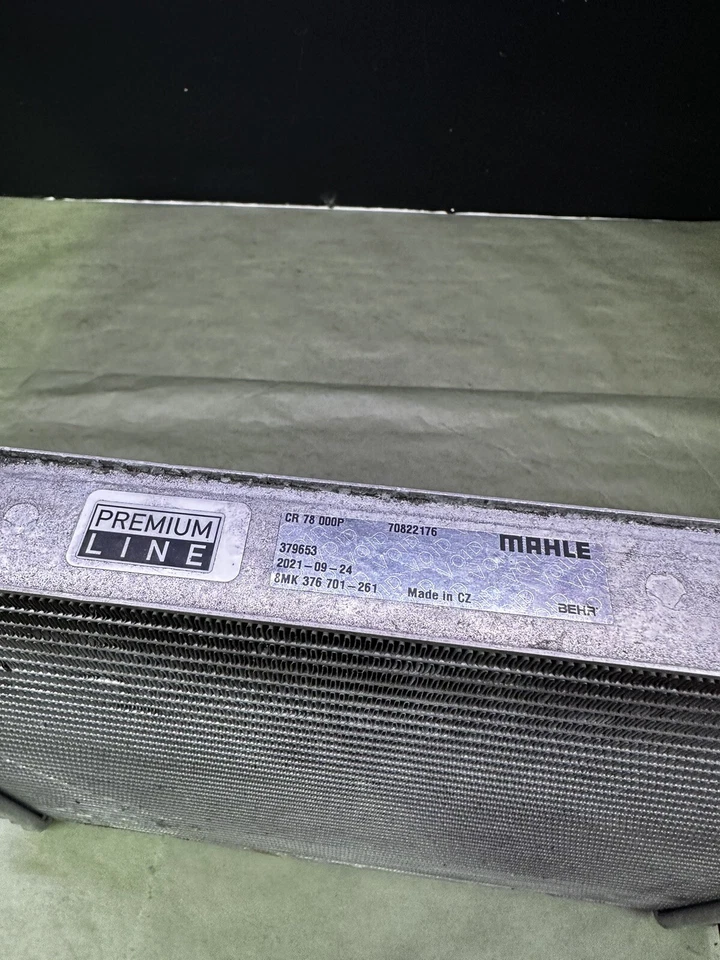 PREMIUM
LINE
CR 78 000P 70822176
MAHLE
379653
2021-09-24
8MK 376 701-261 Made in CZ
BEHR